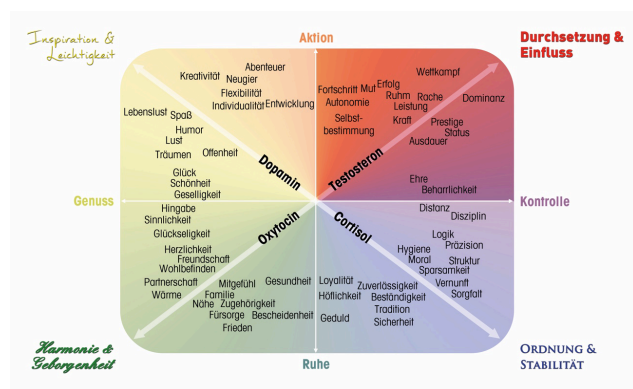 Inspiration &
Leichtigkeit
Aktion
Durchsetzung &
Einfluss
Abenteuer
Kreativität
Neugier
Flexibilität
Individualität
Entwicklung
Lebenslust
Spaß
Humor
Lust
Träumen
Offenheit
Glück
Schönheit
Geselligkeit
Dopamin
Wettkampf
Fortschritt
Mut
Erfolg
Autonomie
Ruhm
Rache
Dominanz
Leistung
Selbst-
bestimmung
Kraft
Prestige
Status
Ausdauer
Ehre
Beharrlichkeit
Testosteron
Genuss
Kontrolle
Hingabe
Sinnlichkeit
Glückseligkeit
Herzlichkeit
Freundschaft
Wohlbefinden
Partnerschaft
Mitgefühl
Gesundheit
Wärme
Familie
Nähe
Zugehörigkeit
Fürsorge
Bescheidenheit
Frieden
Oxytocin
Distanz
Disziplin
Logik
Präzision
Hygiene
Moral
Struktur
Sparsamkeit
Vernunft
Sorgfalt
Loyalität
Zuverlässigkeit
Höflichkeit
Beständigkeit
Tradition
Geduld
Sicherheit
Cortisol
Harmonie &
Geborgenheit
Ruhe
Ordnung &
Stabilität